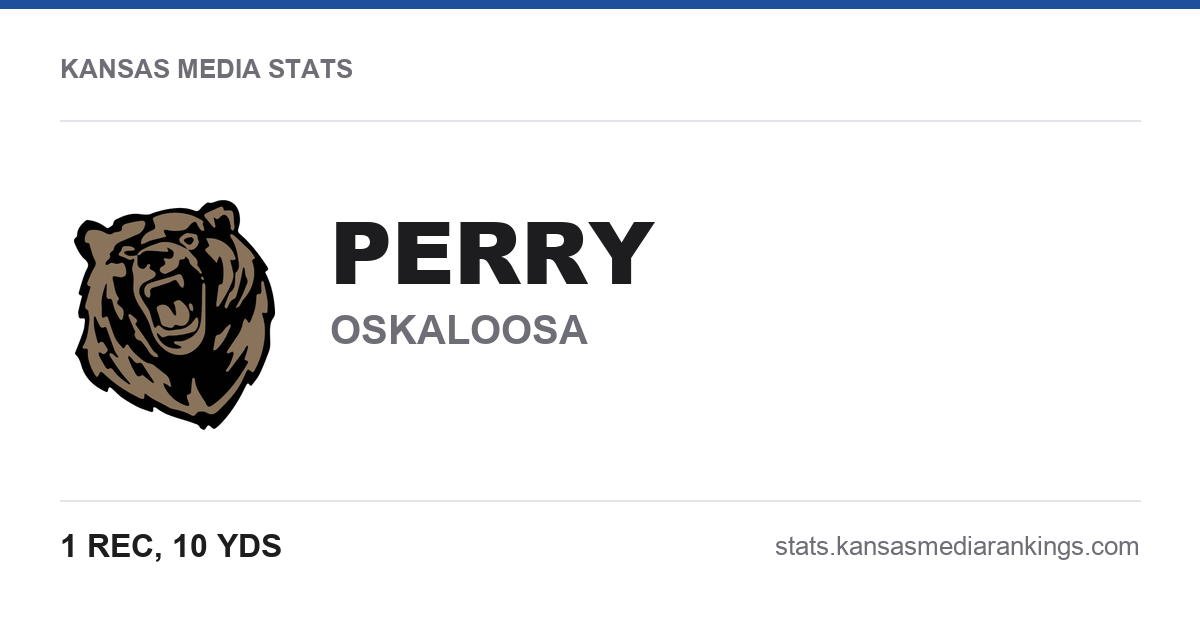 KANSAS MEDIA STATS
PERRY
OSKALOOSA
1 REC, 10 YDS
stats.kansasmediarankings.com